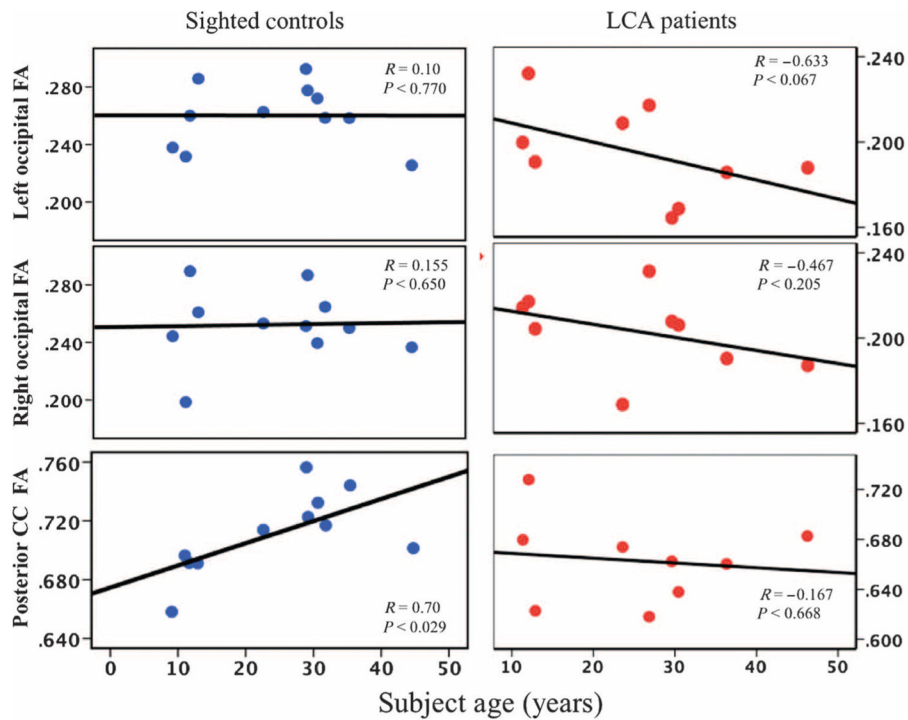 Sighted controls
LCA patients
Left occipital FA
.280
.240
.200
R = 0.10
P < 0.770
R = −0.633
P < 0.067
.240
.200
.160
Right occipital FA
.280
.240
.200
R = 0.155
P < 0.650
R = −0.467
P < 0.205
.240
.200
.160
Posterior CC FA
.760
.720
.680
.640
R = 0.70
P < 0.029
R = −0.167
P < 0.668
.720
.680
.640
.600
0 10 20 30 40 50
10 20 30 40 50
Subject age (years)